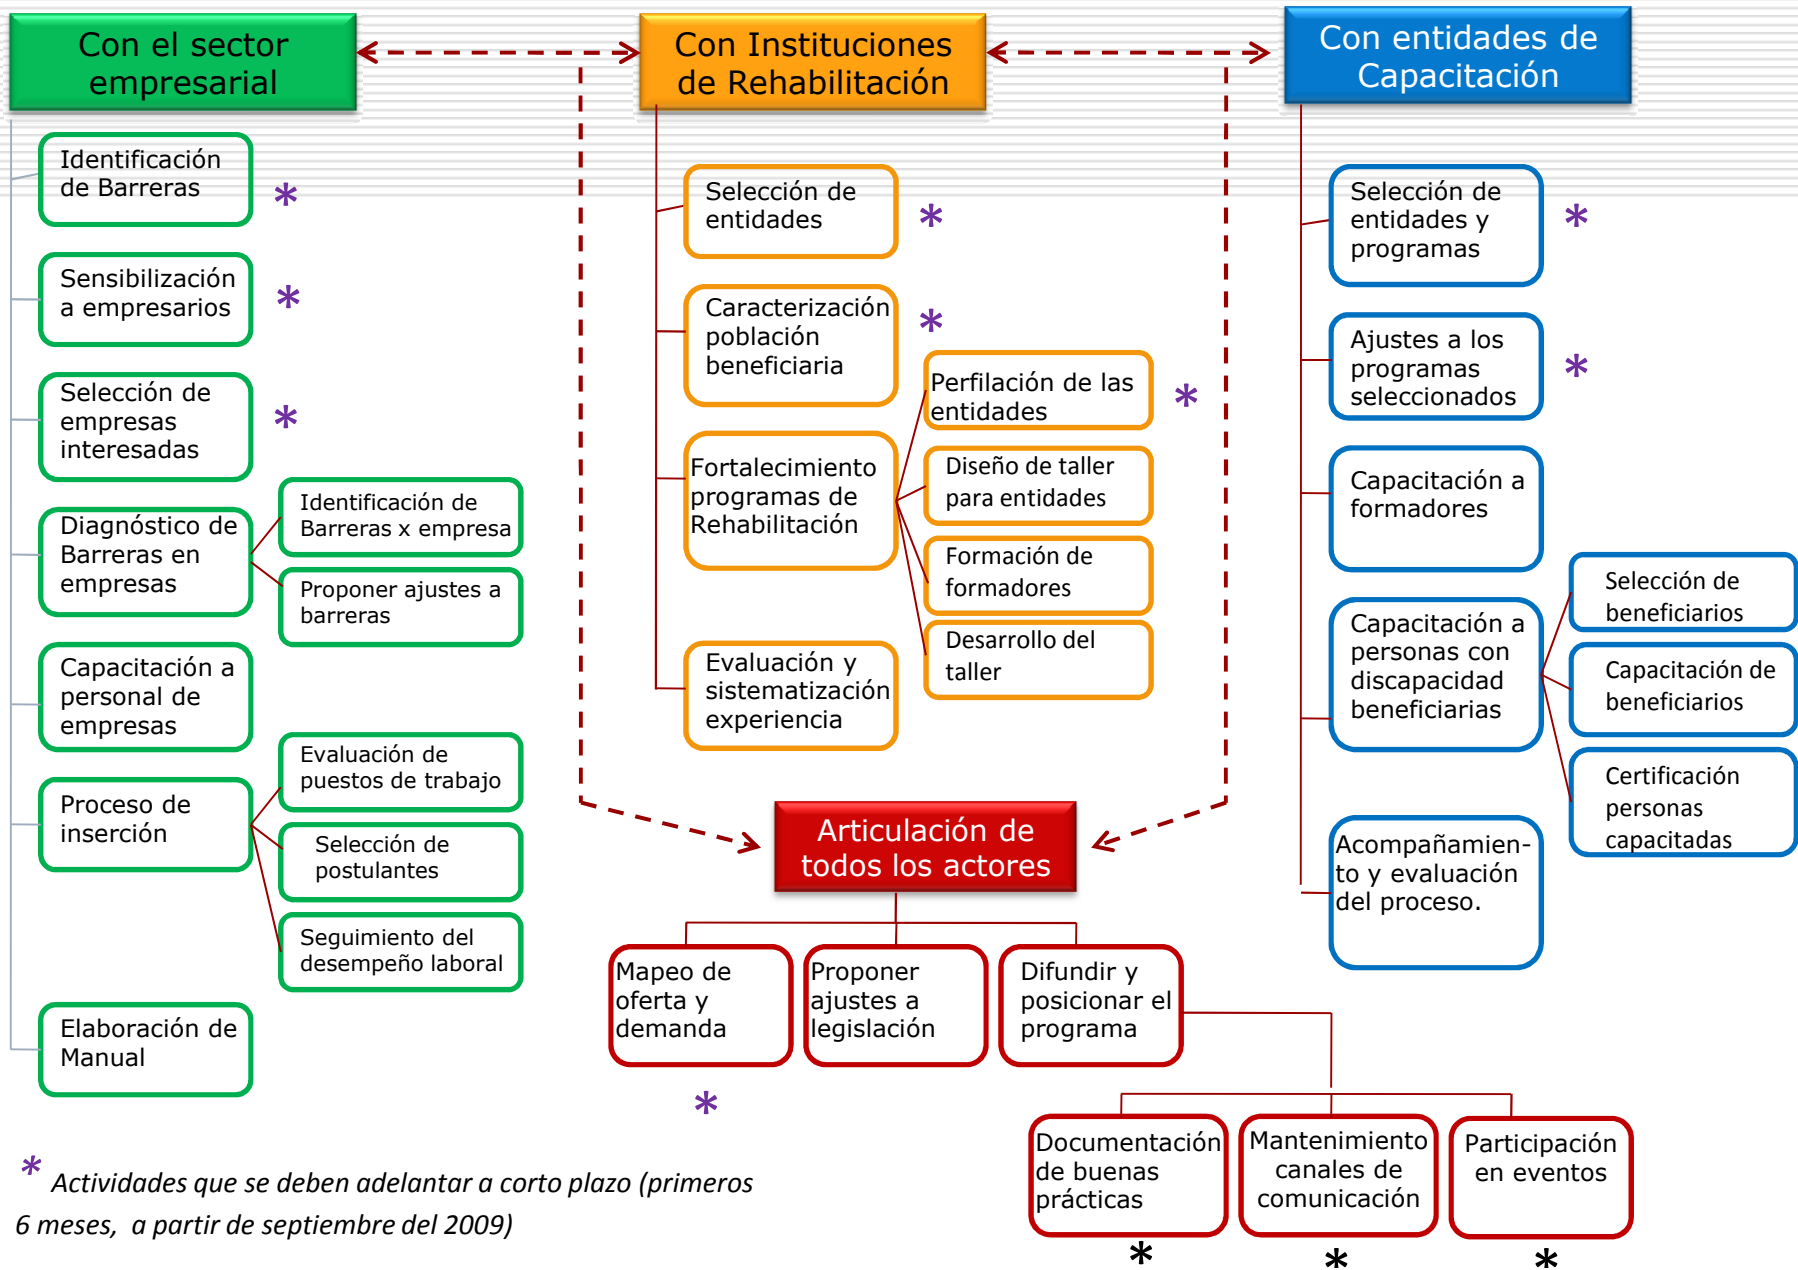 Con el sector
empresarial
Con Instituciones
de Rehabilitación
Con entidades de
Capacitación
Identificación
de Barreras
*
Sensibilización
a empresarios
*
Selección de
empresas
interesadas
*
Diagnóstico de
Barreras en
empresas
Identificación de
Barreras x empresa
Proponer ajustes a
barreras
Capacitación a
personal de
empresas
Proceso de
inserción
Evaluación de
puestos de trabajo
Selección de
postulantes
Seguimiento del
desempeño laboral
Elaboración de
Manual
Selección de
entidades
*
Caracterización
población
beneficiaria
*
Fortalecimiento
programas de
Rehabilitación
Perfilación de las
entidades
*
Diseño de taller
para entidades
Formación de
formadores
Desarrollo del
taller
Evaluación y
sistematización
experiencia
Selección de
entidades y
programas
*
Ajustes a los
programas
seleccionados
*
Capacitación a
formadores
Capacitación a
personas con
discapacidad
beneficiarias
Selección de
beneficiarios
Capacitación de
beneficiarios
Certificación
personas
capacitadas
Acompañamien-
to y evaluación
del proceso.
Articulación de
todos los actores
Mapeo de
oferta y
demanda
*
Proponer
ajustes a
legislación
Difundir y
posicionar el
programa
Documentación
de buenas
prácticas
*
Mantenimiento
canales de
comunicación
*
Participación
en eventos
*
* Actividades que se deben adelantar a corto plazo (primeros
6 meses, a partir de septiembre del 2009)